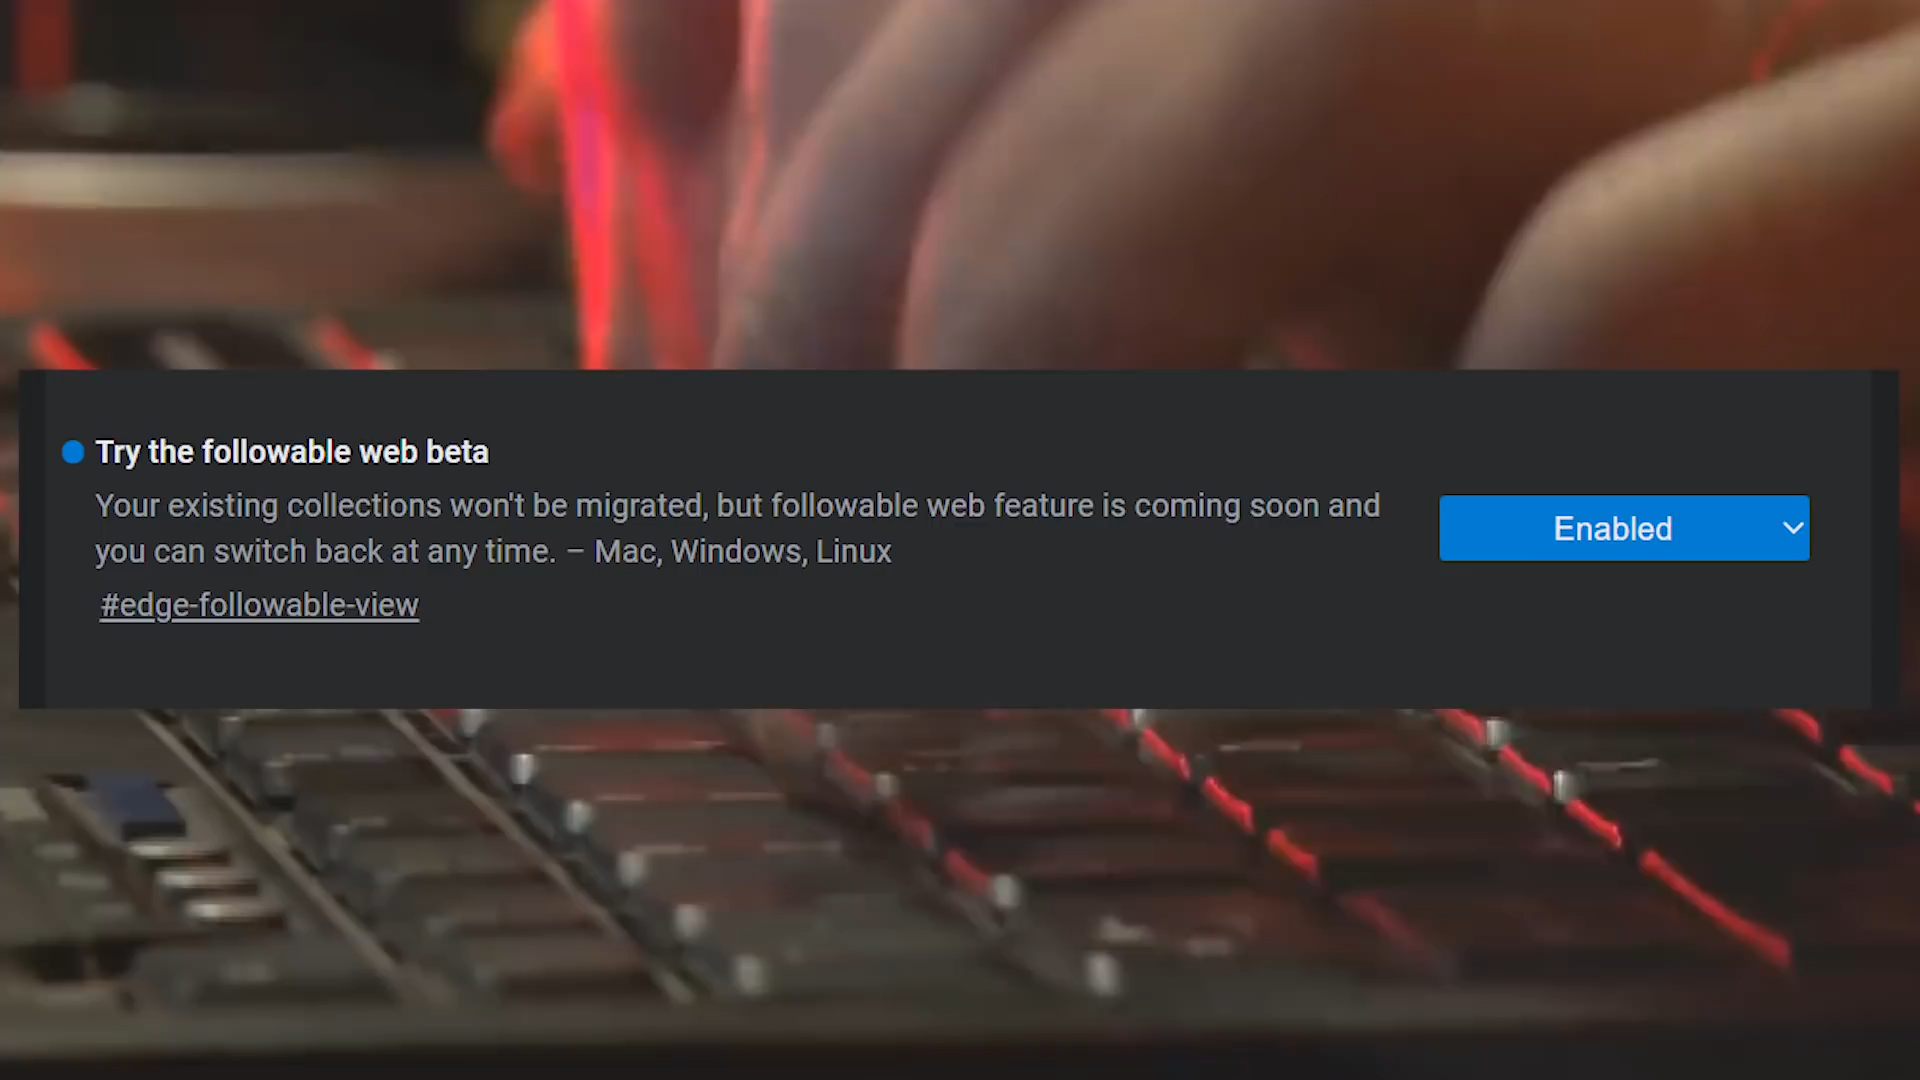 Try the followable web beta
Your existing collections won't be migrated, but followable web feature is coming soon and
you can switch back at any time. – Mac, Windows, Linux
#edge-followable-view
Enabled